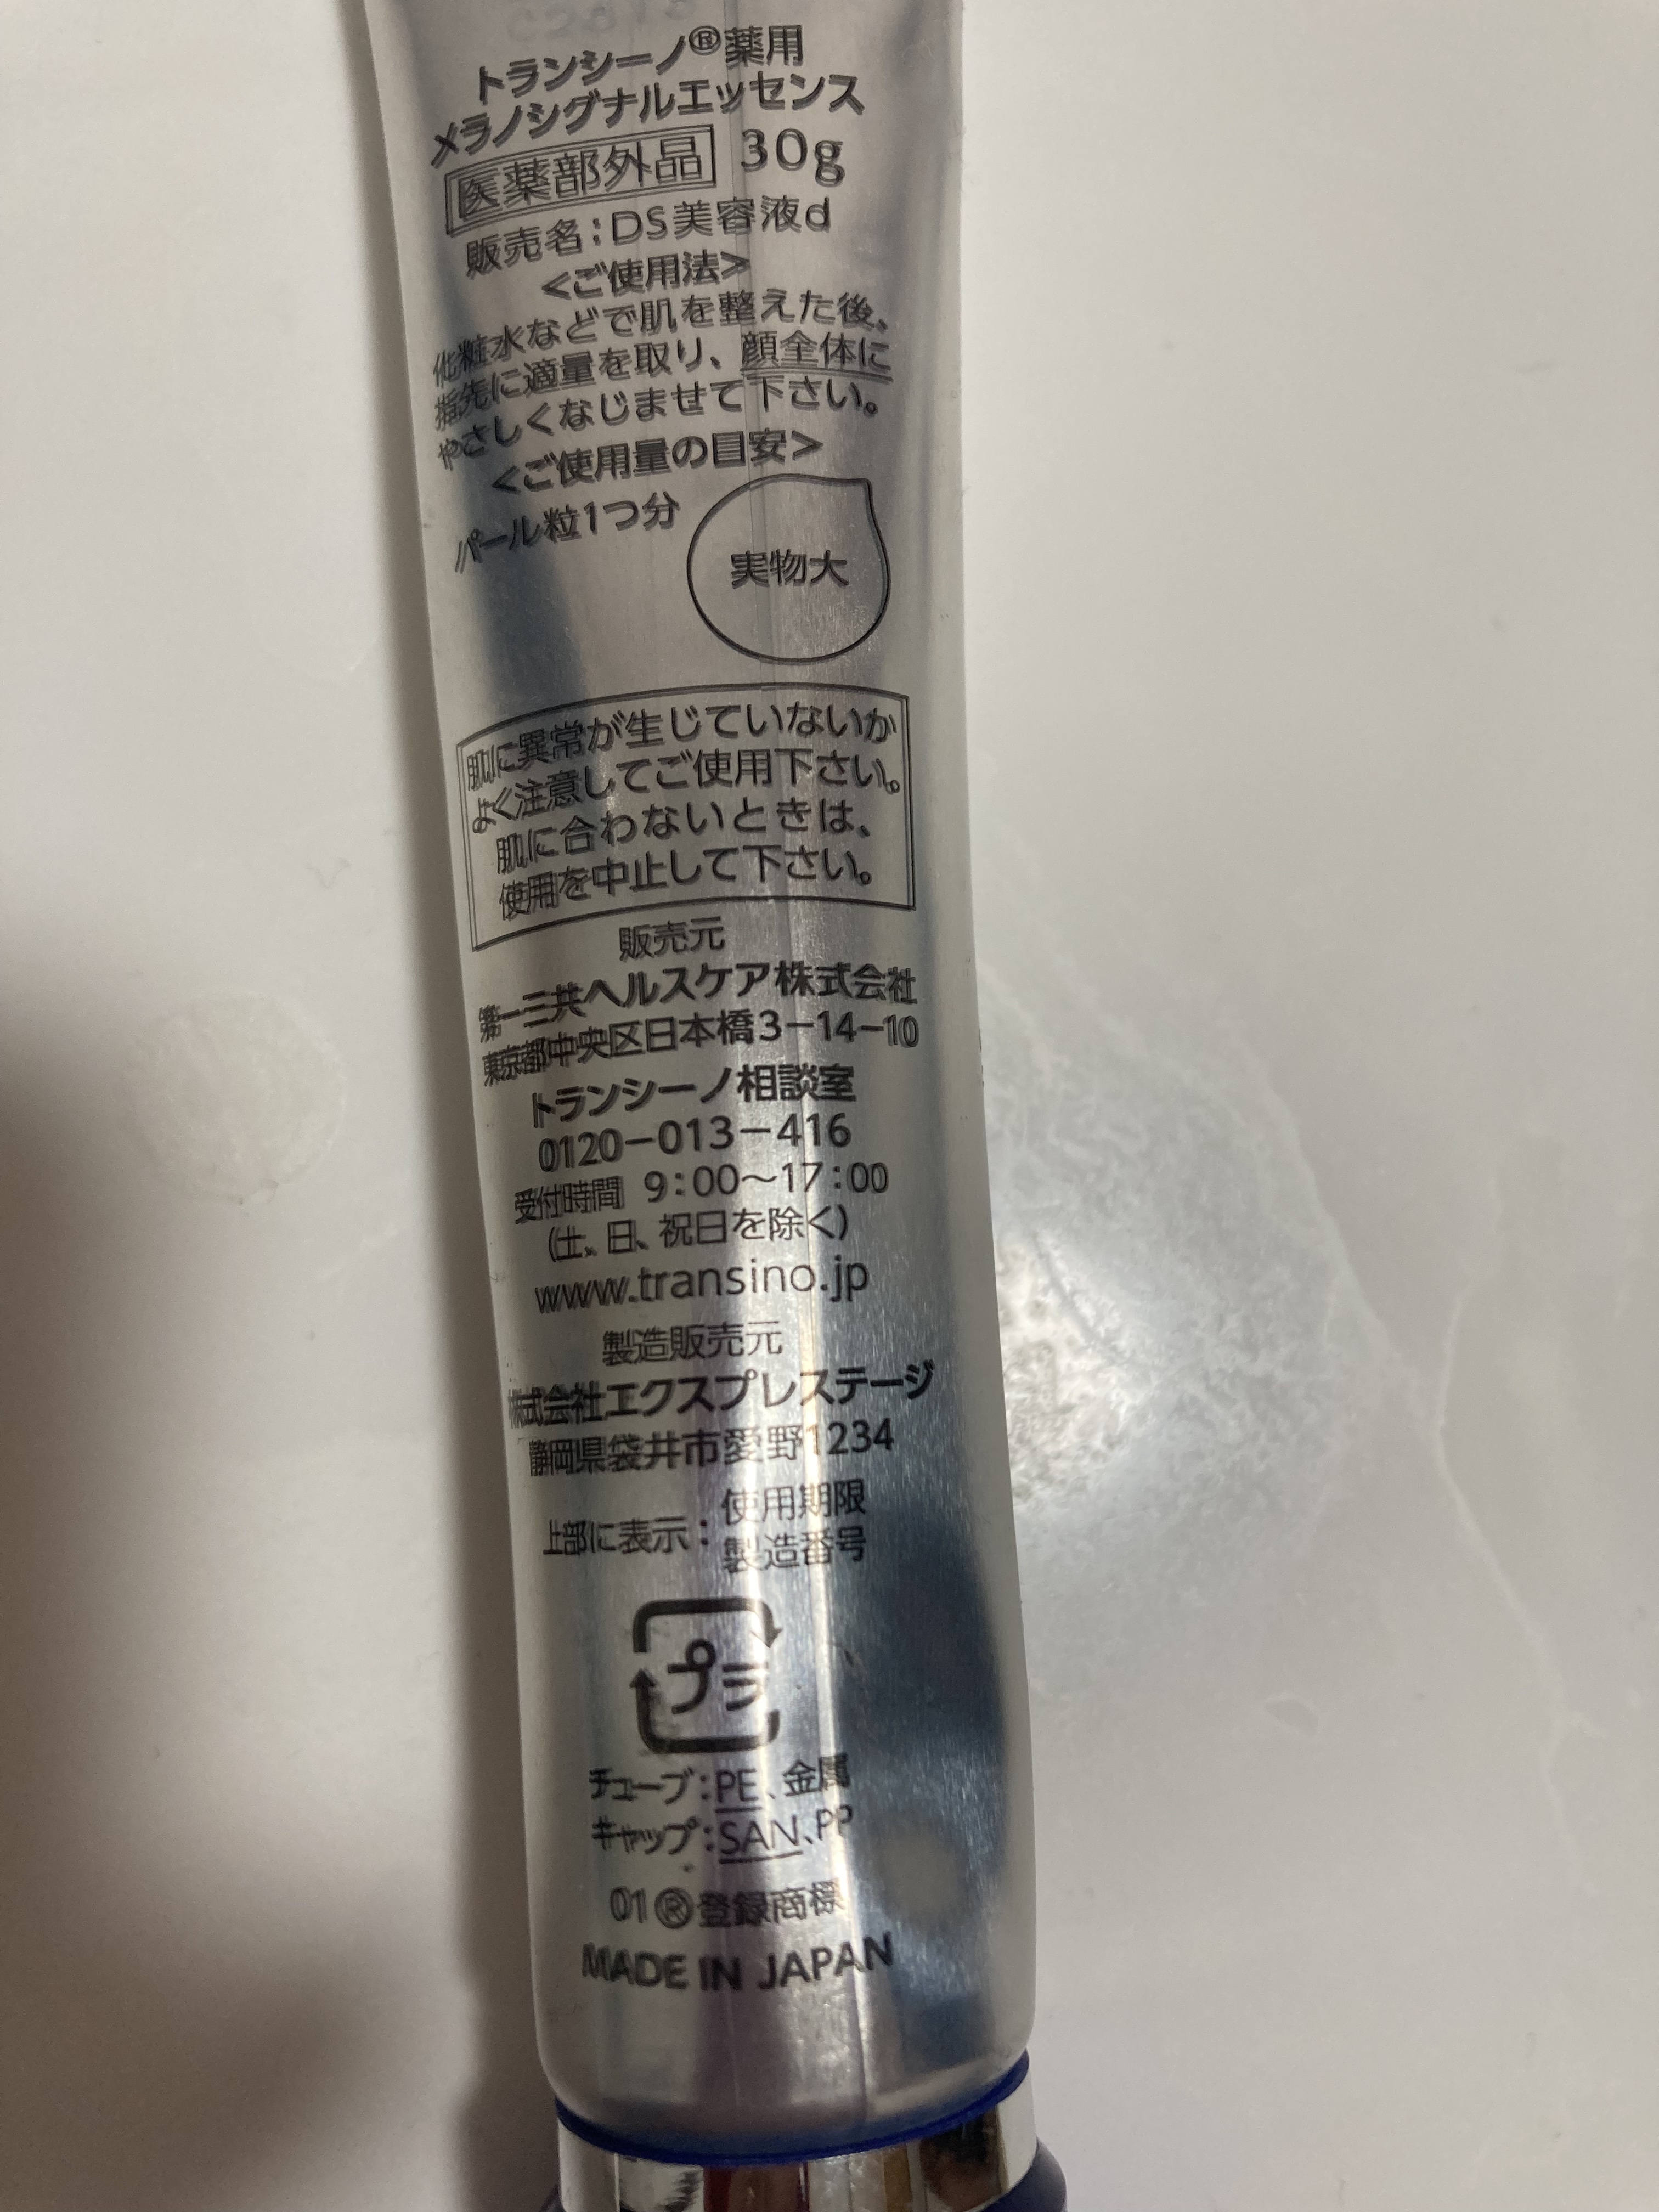 トランシーノ®薬用
メラノシグナルエッセンス
医薬部外品 30g
販売名:DS美容液d
<ご使用法>
化粧水などで肌を整えた後、
指先に適量を取り、顔全体に
やさしくなじませて下さい。
<ご使用量の目安>
パール粒1つ分
実物大
肌に異常が生じていないか
よく注意してご使用下さい。
肌に合わないときは、
使用を中止して下さい。
販売元
第一三共ヘルスケア株式会社
東京都中央区日本橋3-14-10
トランシーノ相談室
0120-013-416
受付時間 9:00~17:00
(土、日、祝日を除く)
www.transino.jp
製造販売元
株式会社エクスプレステージ
静岡県袋井市愛野1234
上部に表示:使用期限
製造番号
プラ
チューブ:PE、金属
キャップ:SAN、PP
01®登録商標
MADE IN JAPAN